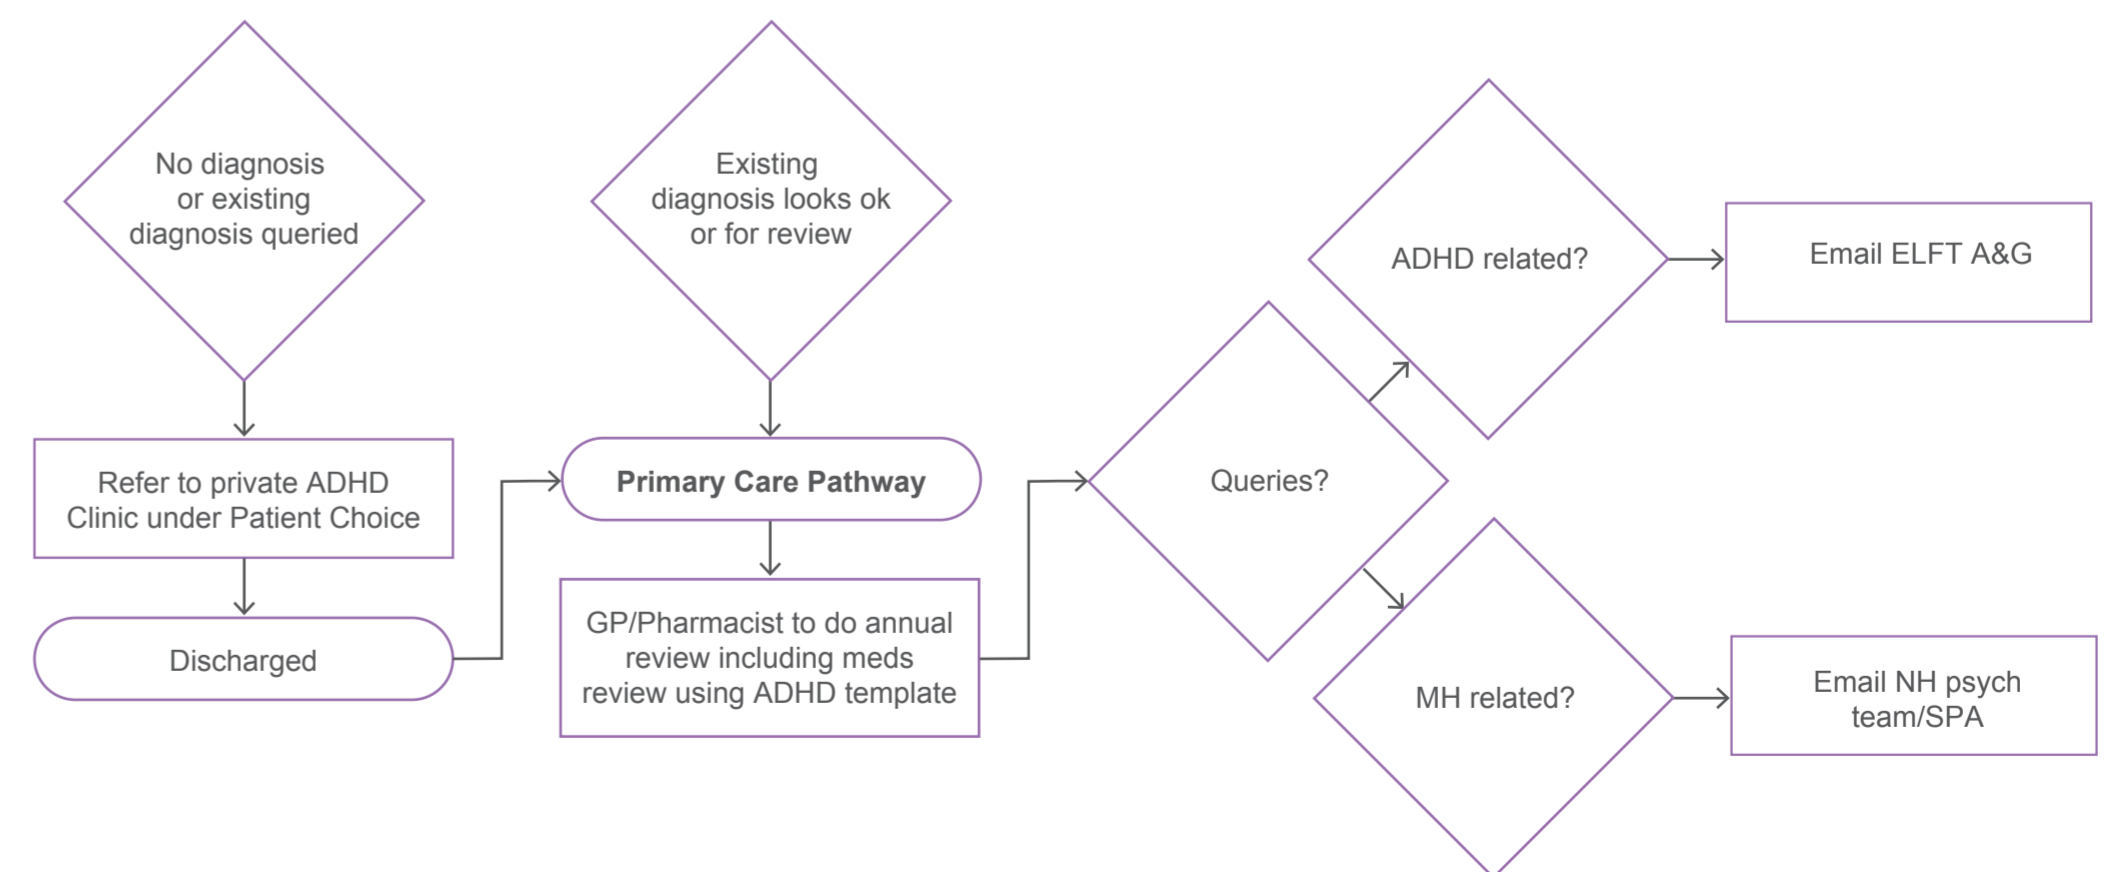 No diagnosis
or existing
diagnosis queried
Refer to private ADHD
Clinic under Patient Choice
Discharged
Existing
diagnosis looks ok
or for review
Primary Care Pathway
GP/Pharmacist to do annual
review including meds
review using ADHD template
Queries?
ADHD related?
Email ELFT A&G
MH related?
Email NH psych
team/SPA